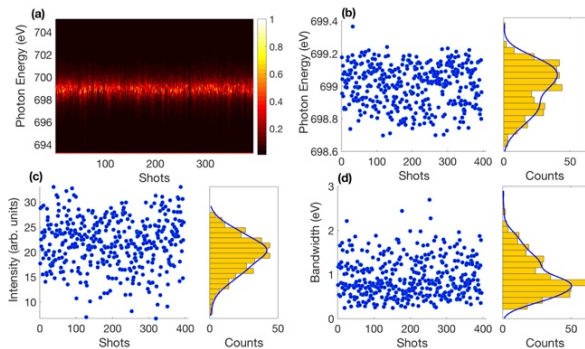 (a)
Photon Energy (eV)
704
702
700
698
696
694
100 200 300
Shots
1
0.8
0.6
0.4
0.2
(b)
Photon Energy (eV)
699.4
699.2
699
698.8
698.6
0 100 200 300 400
Shots
0 50
Counts
(c)
Intensity (arb. units)
30
25
20
15
10
0 100 200 300 400
Shots
0 50
Counts
(d)
Bandwidth (eV)
3
2
1
0
0 100 200 300 400
Shots
0 50
Counts